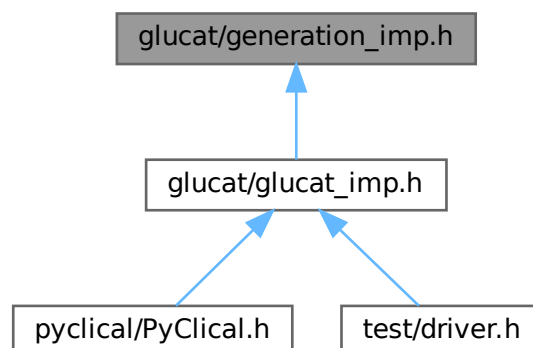 glucat/generation_imp.h
glucat/glucat_imp.h
pyclical/PyClical.h
test/driver.h